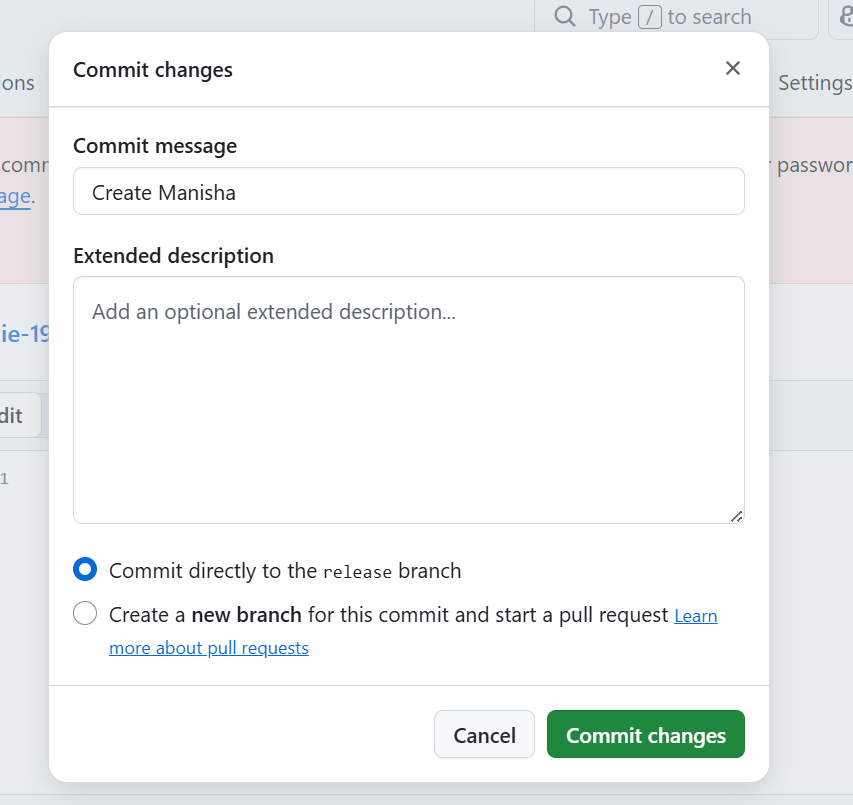 Type / to search
ons
Settings
Commit changes
Commit message
comm
passwor
Create Manisha
age.
Extended description
Add an optional extended description...
ie-19
dit
1
Commit directly to the release branch
Create a new branch for this commit and start a pull request Learn
more about pull requests
Cancel
Commit changes